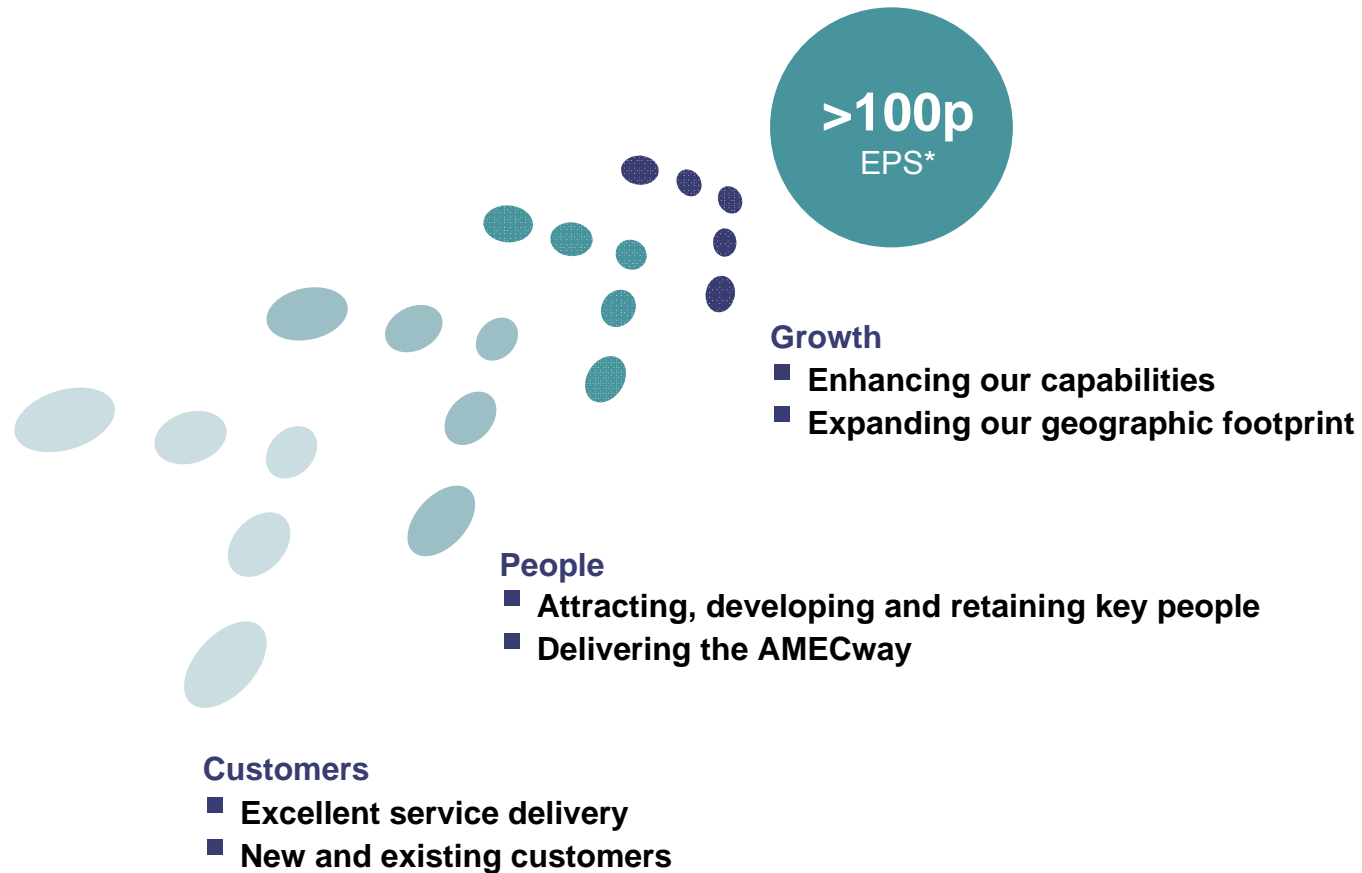 >100p
EPS*
Growth
Enhancing our capabilities
Expanding our geographic footprint
People
Attracting, developing and retaining key people
Delivering the AMECway
Customers
Excellent service delivery
New and existing customers